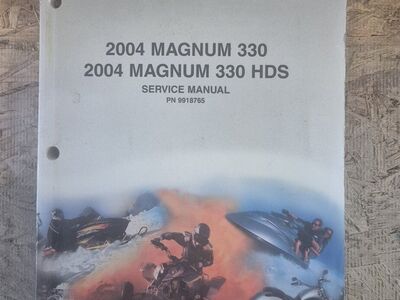 2004 MAGNUM 330
2004 MAGNUM 330 HDS
SERVICE MANUAL
PN 9918765